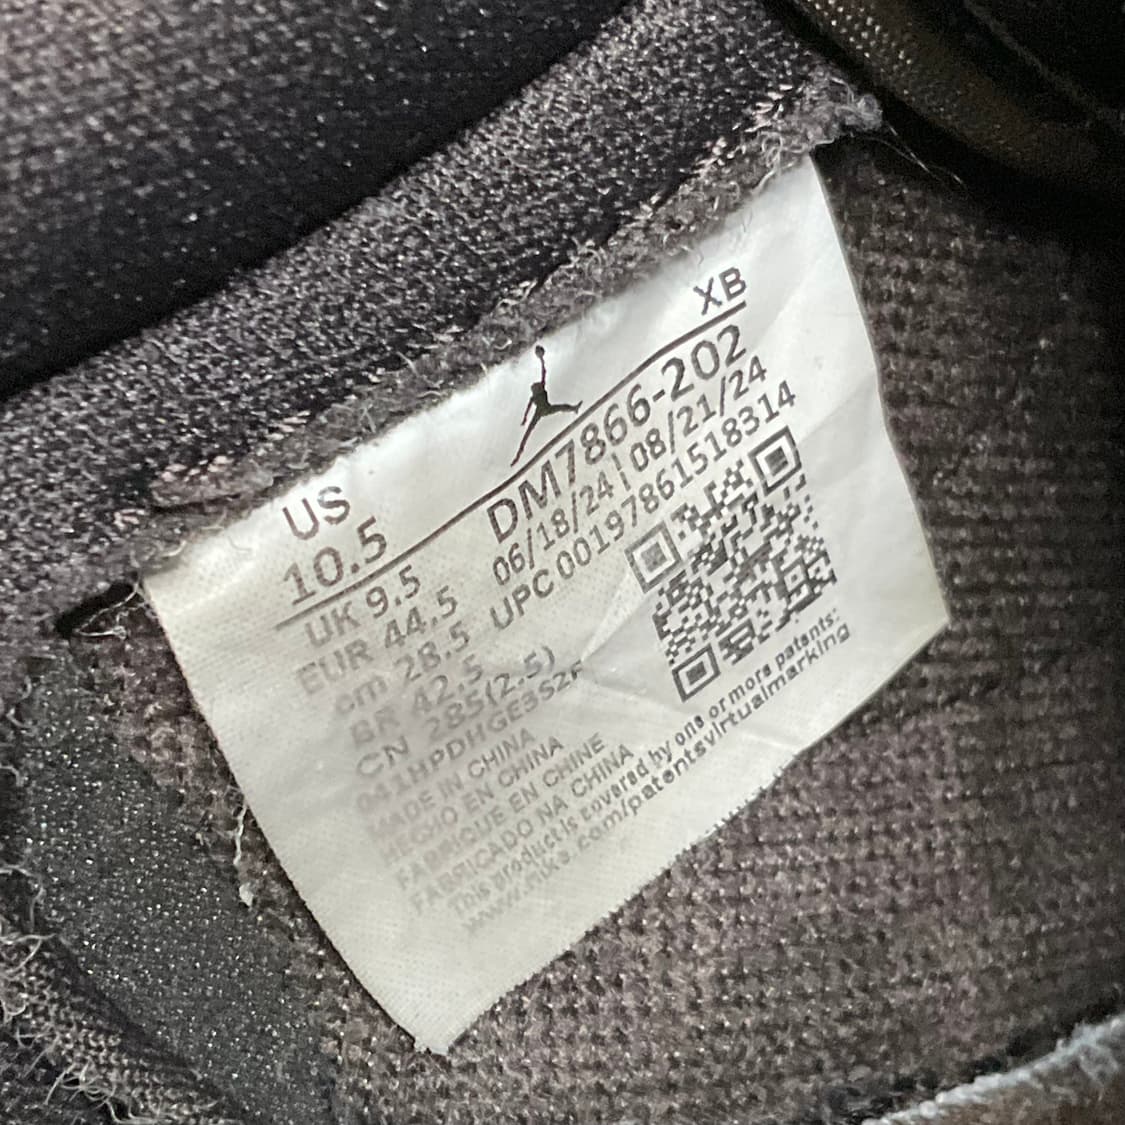 XB
US
10.5
DM7866-202
06/18/24 | 08/21/24
UPC 00197861518314
UK 9.5
EUR 44.5
cm 28.5
BR 42.5
CN 285(2.5)
041HPDHGE352F
MADE IN CHINA
HECHO EN CHINA
FABRIQUE EN CHINE
FABRICADO NA CHINA
This product is covered by one or more patents:
www.nike.com/patentsvirtualmarking